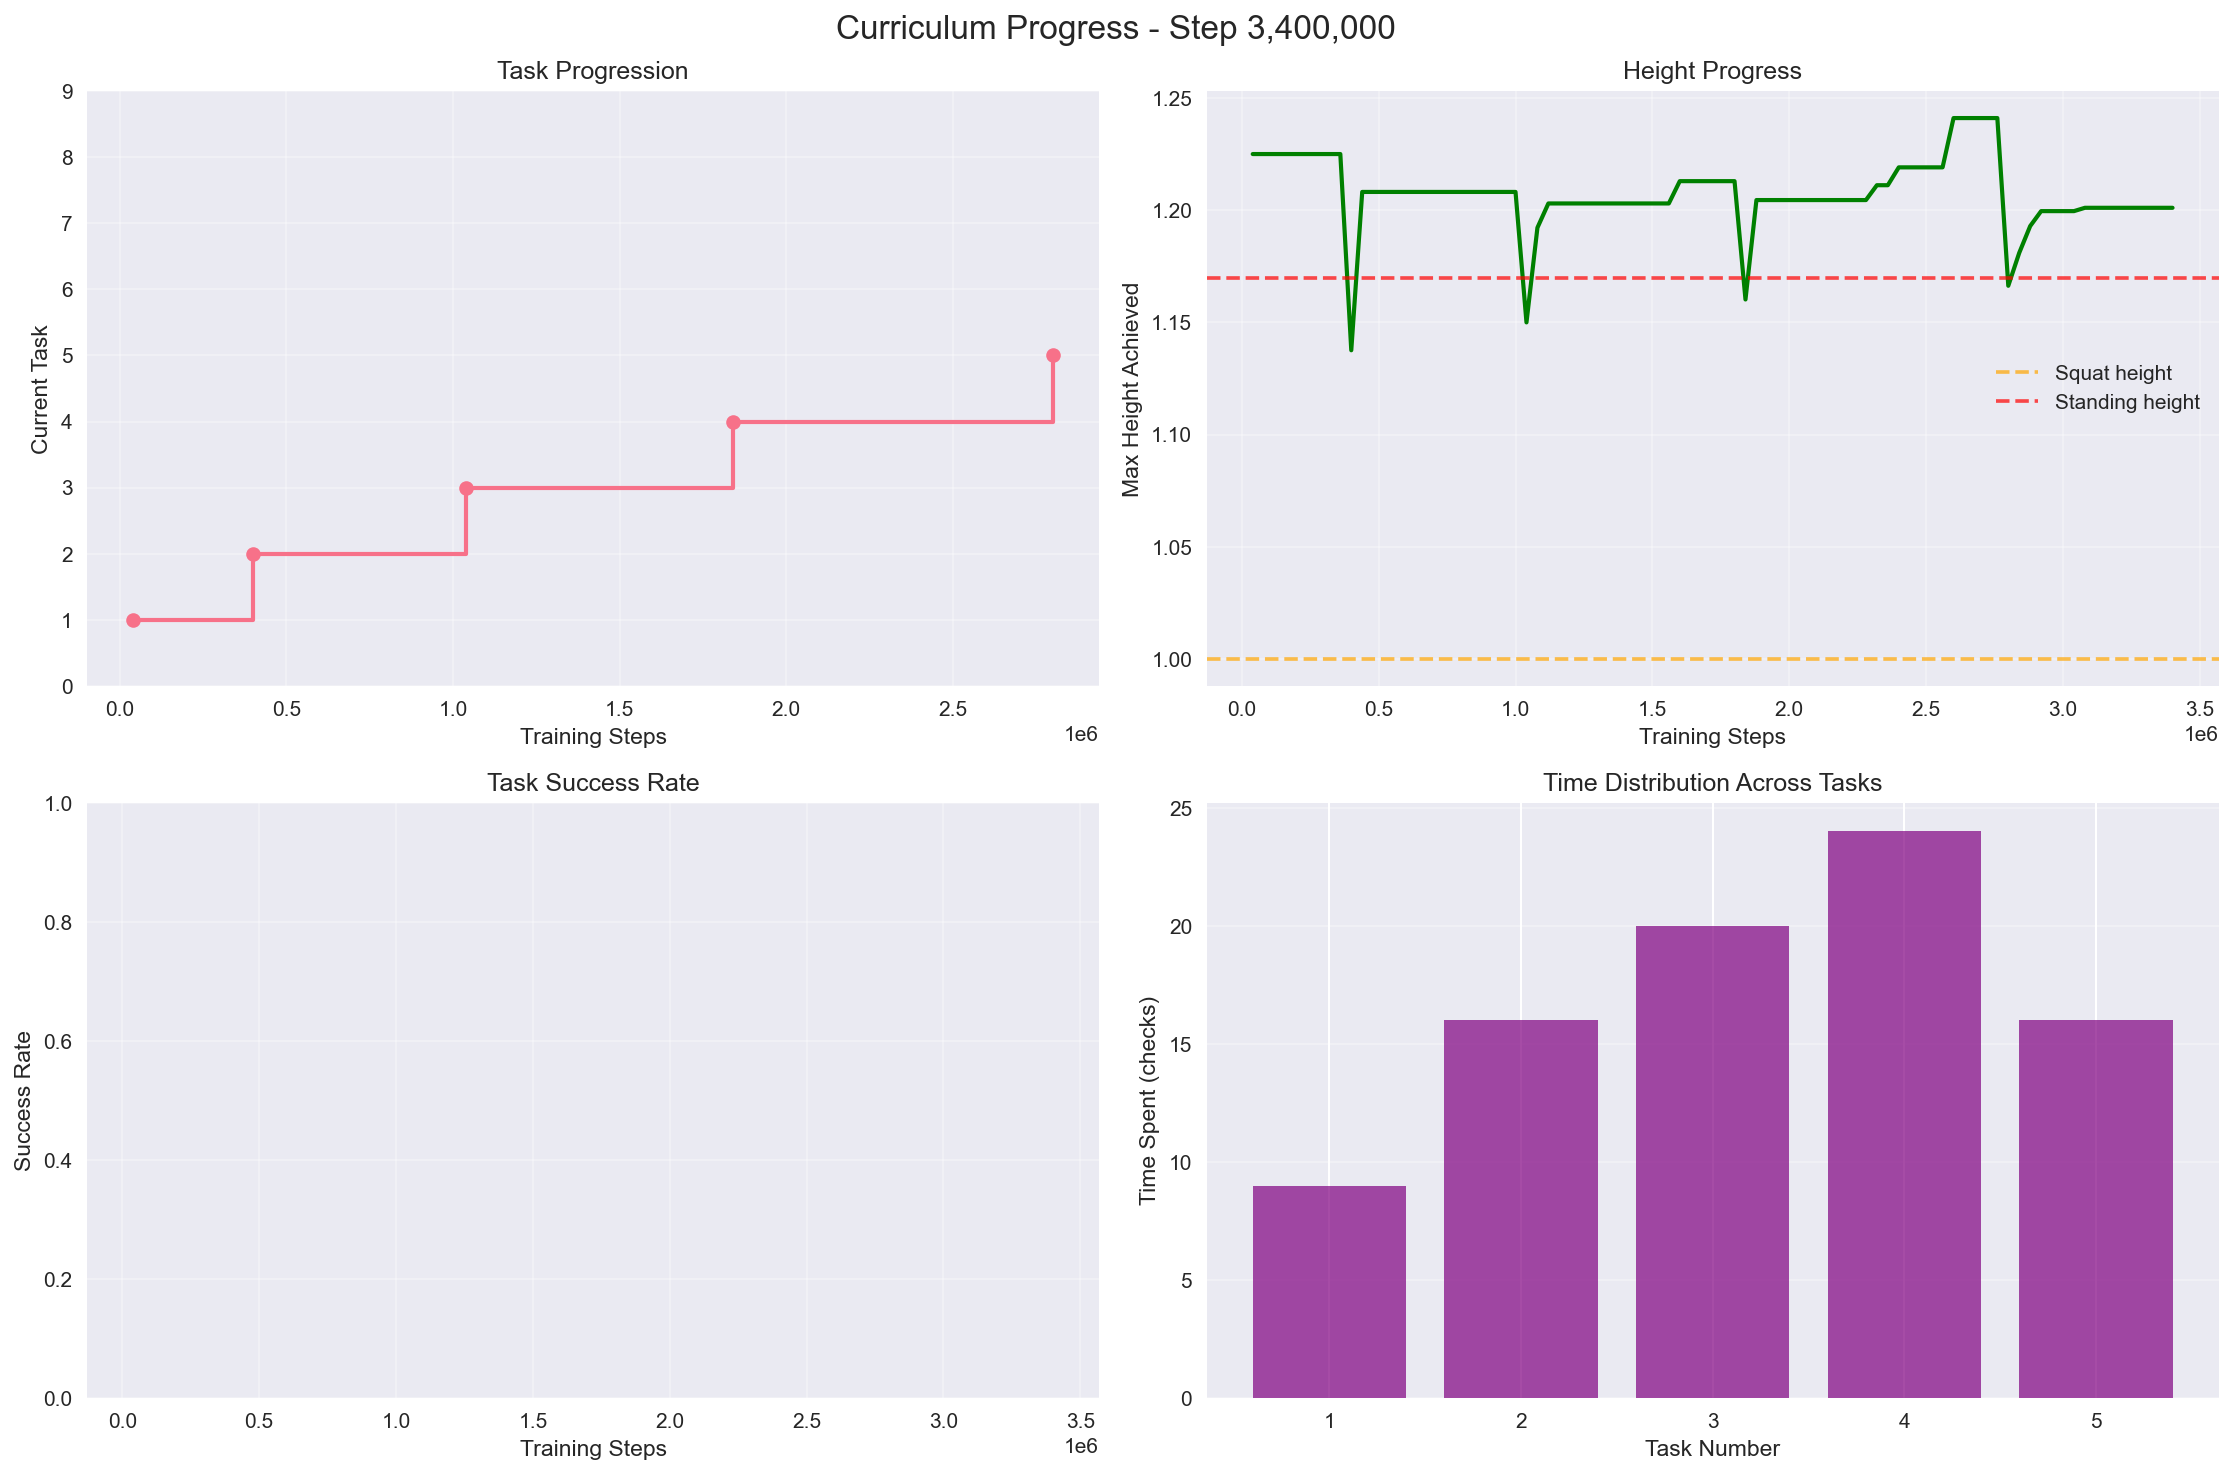 Curriculum Progress - Step 3,400,000
Task Progression
9
8
7
6
5
4
3
2
1
0
Current Task
0.0 0.5 1.0 1.5 2.0 2.5
1e6
Training Steps
Height Progress
1.25
1.20
1.15
1.10
1.05
1.00
Max Height Achieved
Squat height
Standing height
0.0 0.5 1.0 1.5 2.0 2.5 3.0 3.5
1e6
Training Steps
Task Success Rate
1.0
0.8
0.6
0.4
0.2
0.0
Success Rate
0.0 0.5 1.0 1.5 2.0 2.5 3.0 3.5
1e6
Training Steps
Time Distribution Across Tasks
25
20
15
10
5
0
Time Spent (checks)
1 2 3 4 5
Task Number